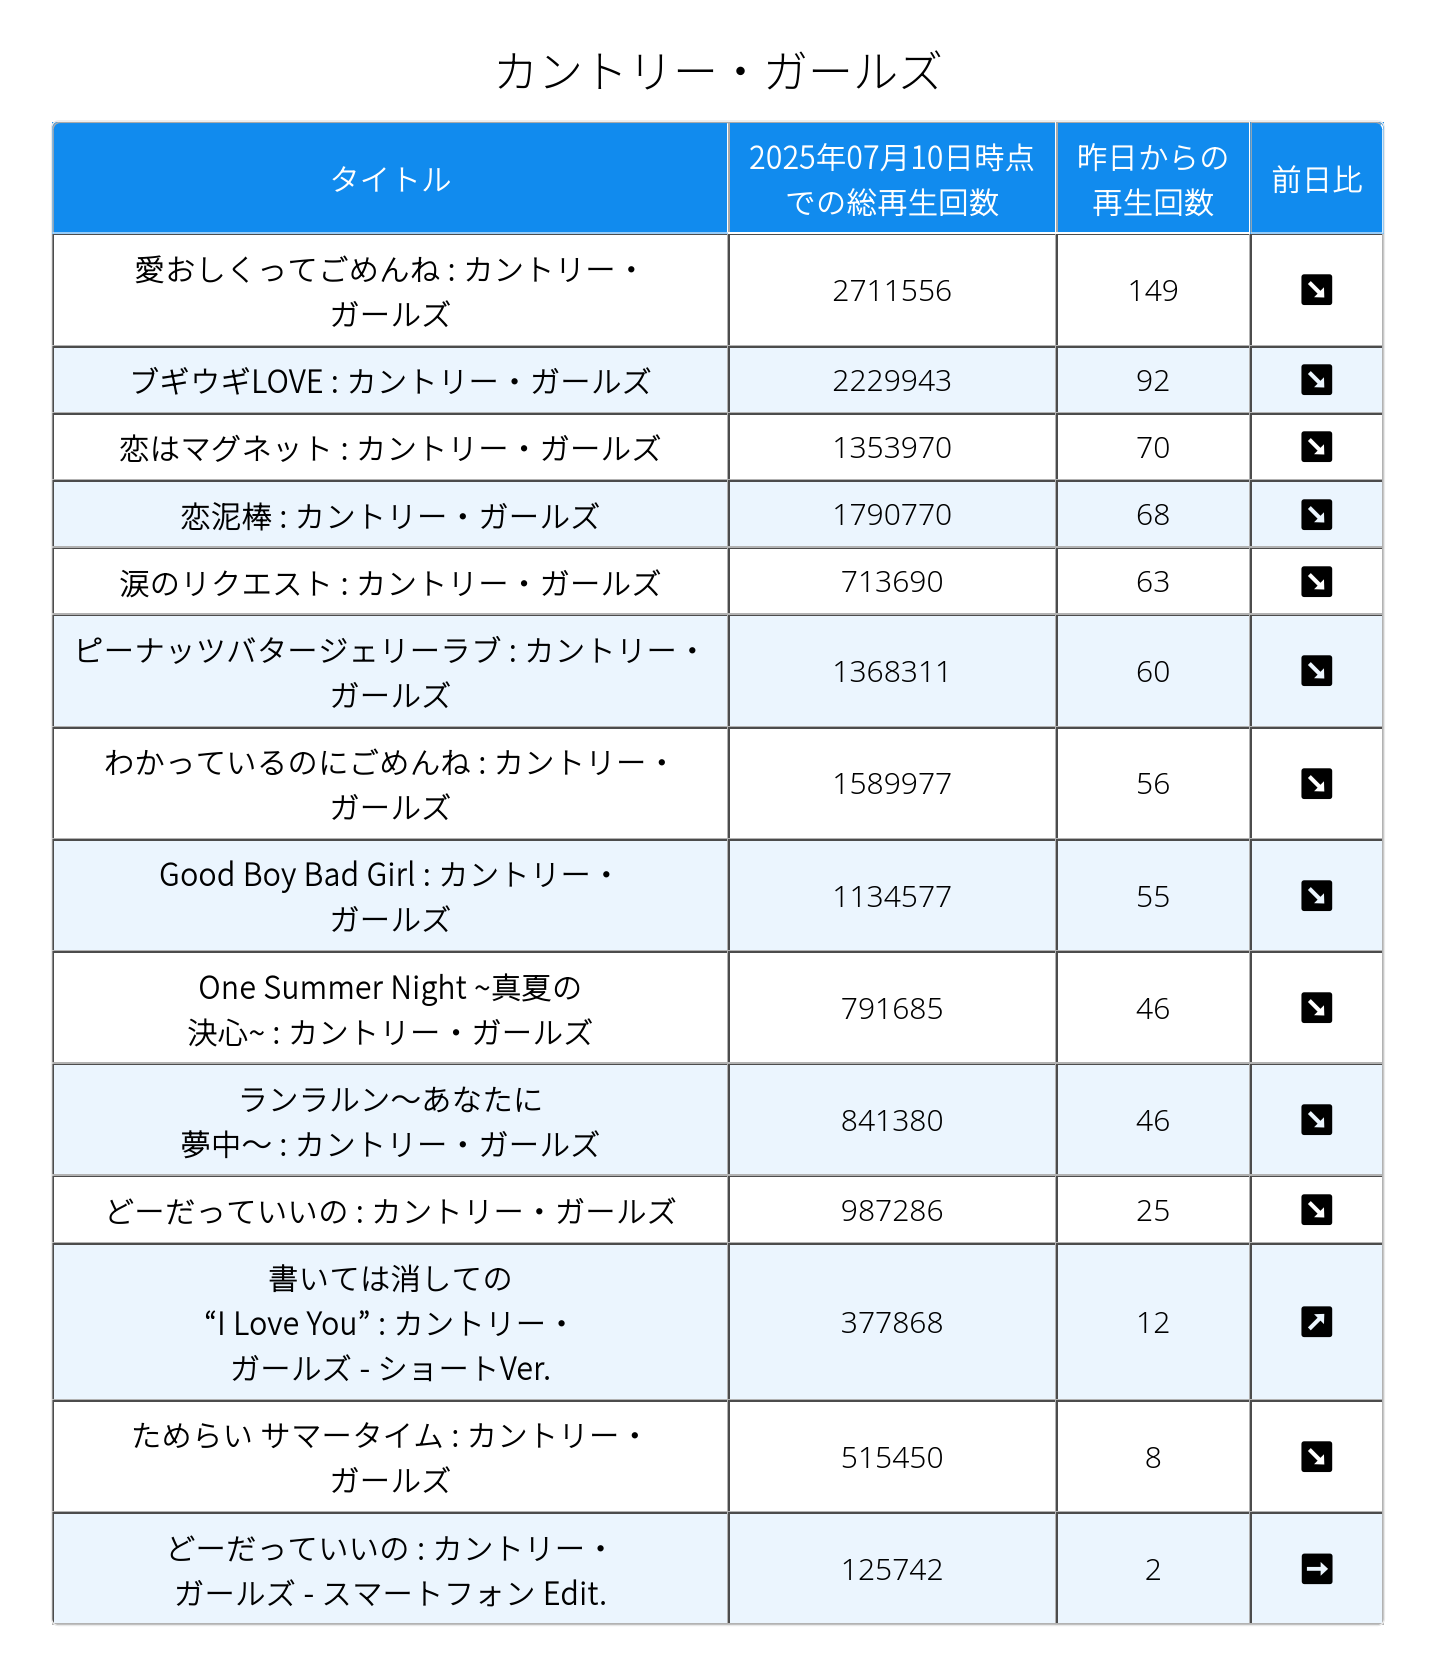 カントリー・ガールズ
タイトル
2025年07月10日時点
での総再生回数
昨日からの
再生回数
前日比
愛おしくってごめんね : カントリー・
ガールズ
2711556
149
ブギウギLOVE : カントリー・ガールズ
2229943
92
恋はマグネット : カントリー・ガールズ
1353970
70
恋泥棒 : カントリー・ガールズ
1790770
68
涙のリクエスト : カントリー・ガールズ
713690
63
ピーナッツバタージェリーラブ : カントリー・
ガールズ
1368311
60
わかっているのにごめんね : カントリー・
ガールズ
1589977
56
Good Boy Bad Girl : カントリー・
ガールズ
1134577
55
One Summer Night ~真夏の
決心~ : カントリー・ガールズ
791685
46
ランラルン～あなたに
夢中～ : カントリー・ガールズ
841380
46
どーだっていいの : カントリー・ガールズ
987286
25
書いては消しての
“I Love You” : カントリー・
ガールズ - ショートVer.
377868
12
ためらい サマータイム : カントリー・
ガールズ
515450
8
どーだっていいの : カントリー・
ガールズ - スマートフォン Edit.
125742
2